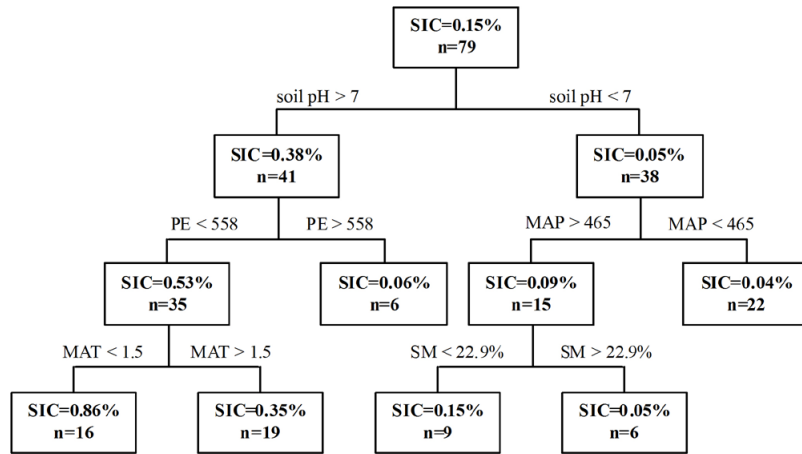 SIC=0.15%
n=79
soil pH > 7
soil pH < 7
SIC=0.38%
n=41
SIC=0.05%
n=38
PE < 558
PE > 558
MAP > 465
MAP < 465
SIC=0.53%
n=35
SIC=0.06%
n=6
SIC=0.09%
n=15
SIC=0.04%
n=22
MAT < 1.5
MAT > 1.5
SM < 22.9%
SM > 22.9%
SIC=0.86%
n=16
SIC=0.35%
n=19
SIC=0.15%
n=9
SIC=0.05%
n=6